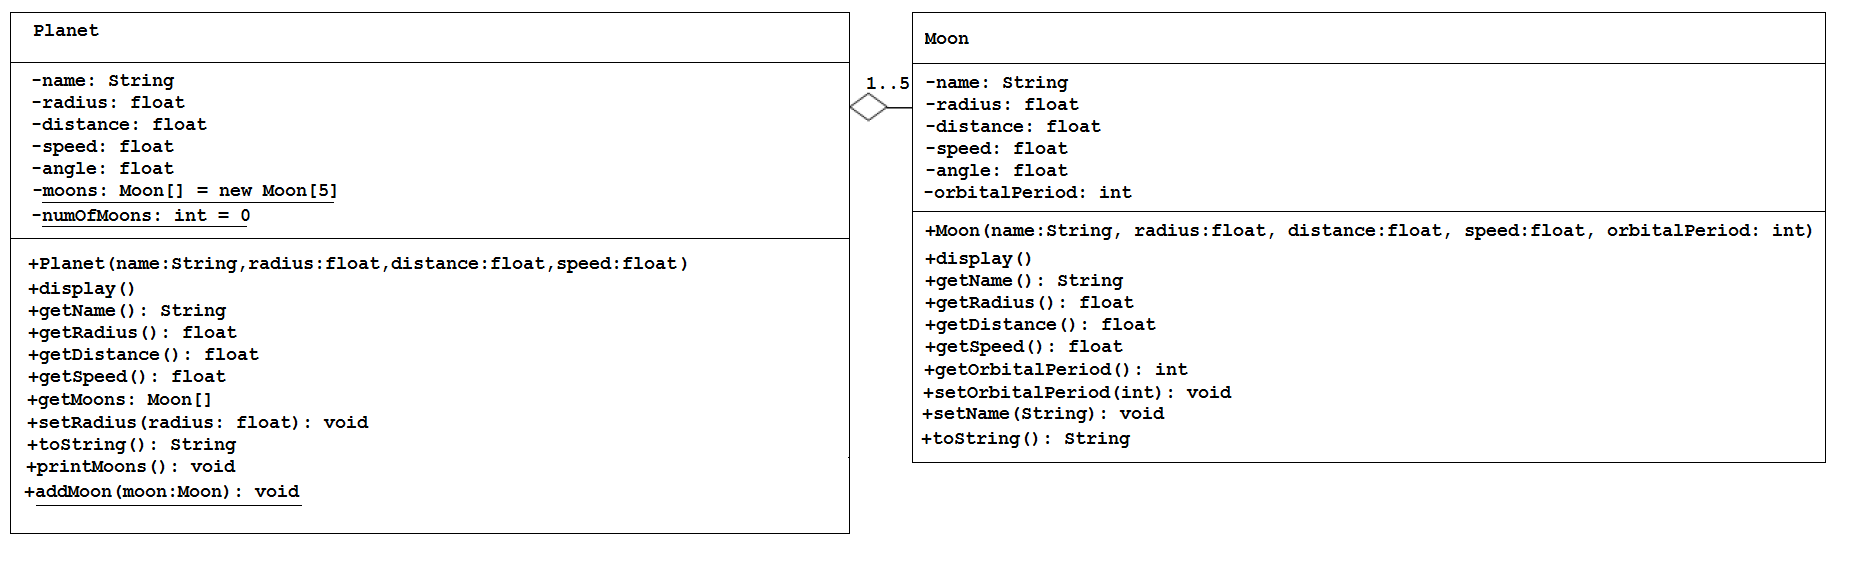 Planet
-name: String
-radius: float
-distance: float
-speed: float
-angle: float
-moons: Moon[] = new Moon[5]
-numOfMoons: int = 0
+Planet(name:String,radius:float,distance:float,speed:float)
+display()
+getName(): String
+getRadius(): float
+getDistance(): float
+getSpeed(): float
+getMoons: Moon[]
+setRadius(radius: float): void
+toString(): String
+printMoons(): void
+addMoon(moon:Moon): void
1..5
Moon
-name: String
-radius: float
-distance: float
-speed: float
-angle: float
-orbitalPeriod: int
+Moon(name:String, radius:float, distance:float, speed:float, orbitalPeriod: int)
+display()
+getName(): String
+getRadius(): float
+getDistance(): float
+getSpeed(): float
+getOrbitalPeriod(): int
+setOrbitalPeriod(int): void
+setName(String): void
+toString(): String